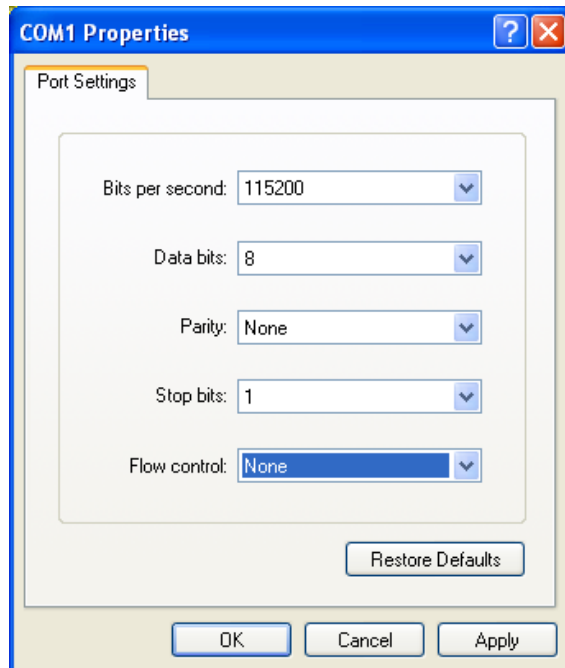 COM1 Properties
Port Settings
Bits per second: 115200
Data bits: 8
Parity: None
Stop bits: 1
Flow control: None
Restore Defaults
OK Cancel Apply